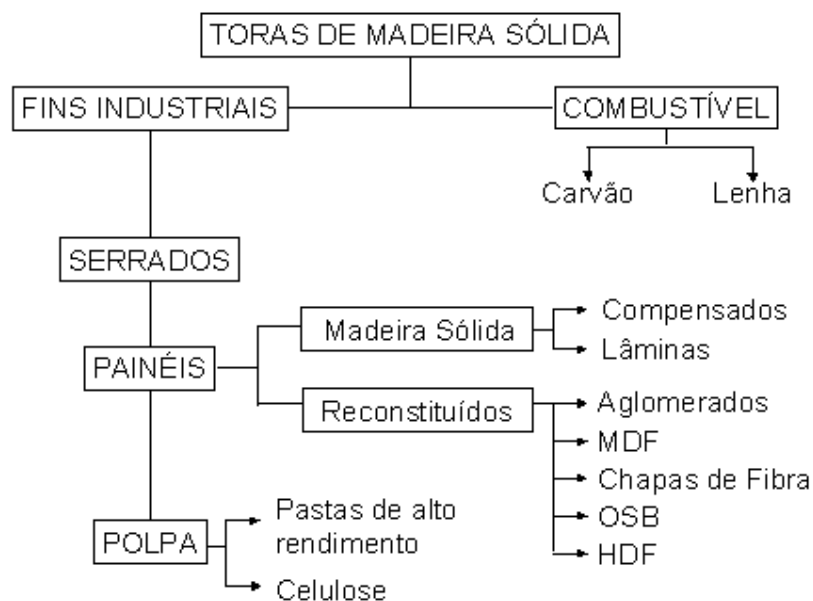 TORAS DE MADEIRA SÓLIDA
FINS INDUSTRIAIS
COMBUSTÍVEL
Carvão
Lenha
SERRADOS
PAINÉIS
Madeira Sólida
Compensados
Lâminas
Reconstituídos
Aglomerados
MDF
Chapas de Fibra
OSB
HDF
POLPA
Pastas de alto
rendimento
Celulose